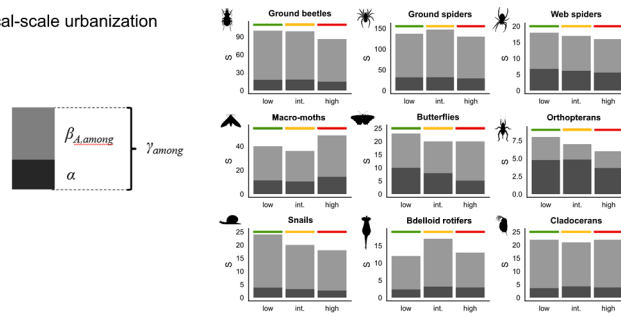 cal-scale urbanization
β A,among
α
γ among
Ground beetles
S
90
60
30
0
low int. high
Ground spiders
S
150
100
50
0
low int. high
Web spiders
S
20
15
10
5
0
low int. high
Macro-moths
S
40
20
0
low int. high
Butterflies
S
25
20
15
10
5
0
low int. high
Orthopterans
S
7.5
5.0
2.5
0.0
low int. high
Snails
S
25
20
15
10
5
0
low int. high
Bdelloid rotifers
S
15
10
5
0
low int. high
Cladocerans
S
25
20
15
10
5
0
low int. high